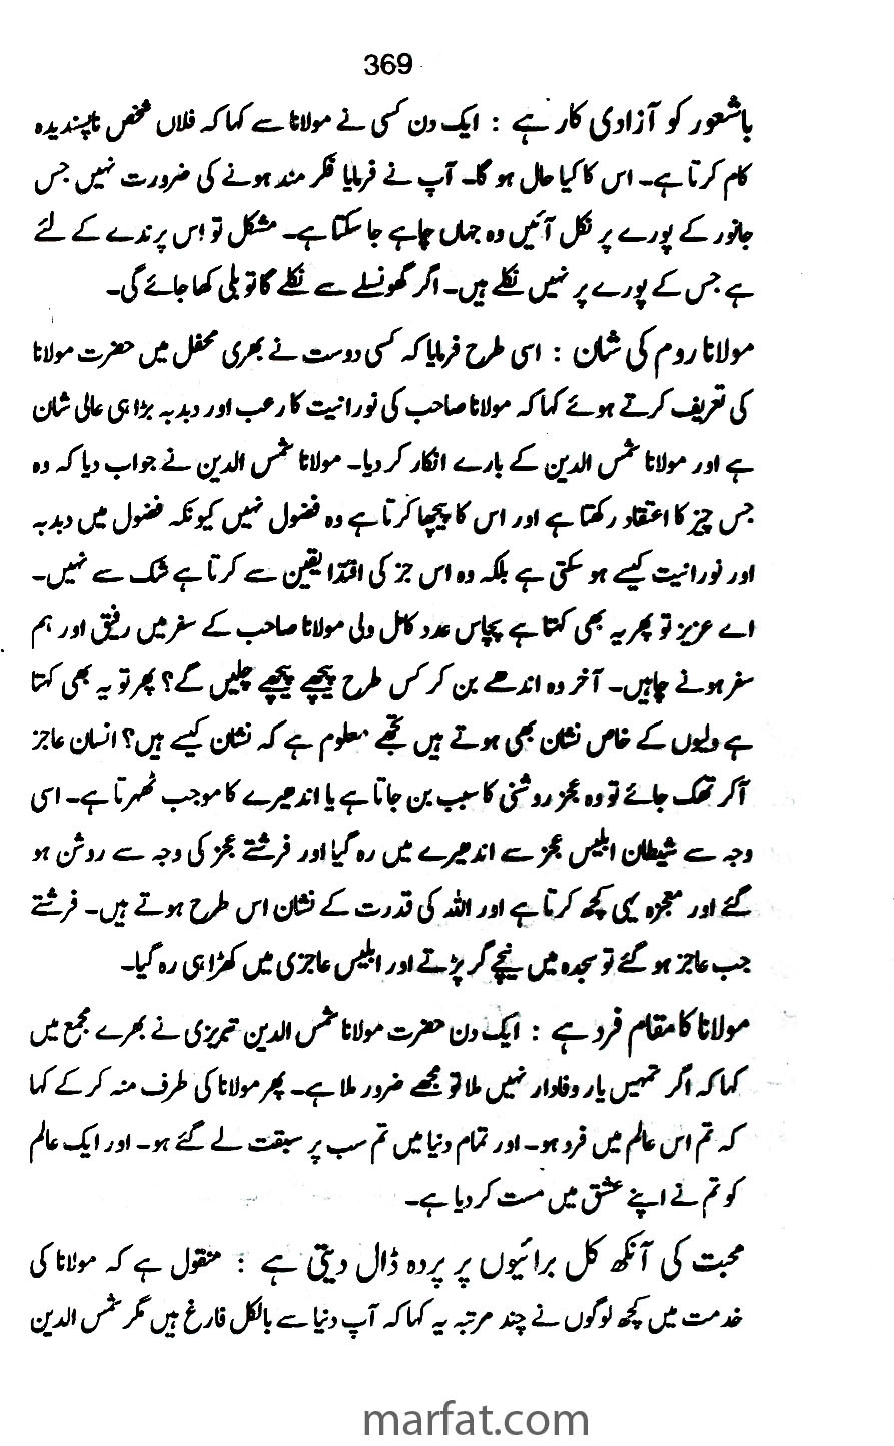 369
باشعور کو آزادی کار ہے : ایک دن کسی نے مولانا سے کہا کہ فلاں شخص ناپسندیدہ
کام کرتا ہے۔ اس کا کیا حال ہو گا۔ آپ نے فرمایا فکر مند ہونے کی ضرورت نہیں جس
جانور کے پورے پر نکل آئیں وہ جہاں چاہے جا سکتا ہے۔ مشکل تو اس پرندے کے لئے
ہے جس کے پورے پر نہیں نکلے ہیں۔ اگر گھونسلے سے نکلے گا تو بلی کھا جائے گی۔
مولانا روم کی شان : اسی طرح فرمایا کہ کسی دوست نے بھری محفل میں حضرت مولانا
کی تعریف کرتے ہوئے کہا کہ مولانا صاحب کی نورانیت کا رعب اور دبدبہ بڑا ہی عالی شان
ہے اور مولانا شمس الدین کے بارے انکار کر دیا۔ مولانا شمس الدین نے جواب دیا کہ وہ
جس چیز کا اعتقاد رکھتا ہے اور اس کا پیچھا کرتا ہے وہ فضول نہیں کیونکہ فضول میں دبدبہ
اور نورانیت کیسے ہو سکتی ہے بلکہ وہ اس جز کی اقتدا یقین سے کرتا ہے شک سے نہیں۔
اے عزیز تو پھر یہ بھی کہتا ہے پچاس عدد کامل ولی مولانا صاحب کے سفر میں رفیق اور ہم
سفر ہونے چاہیں۔ آخر وہ اندھے بن کر کس طرح پیچھے پیچھے چلیں گے؟ پھر تو یہ بھی کہتا
ہے ولیوں کے خاص نشان بھی ہوتے ہیں تجھے معلوم ہے کہ نشان کیسے ہیں؟ انسان عاجز
آکر تھک جائے تو وہ عجز روشنی کا سبب بن جاتا ہے یا اندھیرے کا موجب ٹھہرتا ہے۔ اسی
وجہ سے شیطان ابلیس عجز سے اندھیرے میں رہ گیا اور فرشتے عجز کی وجہ سے روشن ہو
گئے اور معجزہ یہی کچھ کرتا ہے اور اللہ کی قدرت کے نشان اس طرح ہوتے ہیں۔ فرشتے
جب عاجز ہو گئے تو سجدہ میں نیچے گر پڑتے اور ابلیس عاجزی میں کھڑا ہی رہ گیا۔
مولانا کا مقام فرد ہے : ایک دن حضرت مولانا شمس الدین تبریزی نے بھرے مجمع میں
کہا کہ اگر تمہیں یار وفادار نہیں ملا تو مجھے ضرور ملا ہے۔ پھر مولانا کی طرف منہ کر کے کہا
کہ تم اس عالم میں فرد ہو۔ اور تمام دنیا میں تم سب پر سبقت لے گئے ہو۔ اور ایک عالم
کو تم نے اپنے عشق میں مست کر دیا ہے۔
محبت کی آنکھ کل برائیوں پر پردہ ڈال دیتی ہے : منقول ہے کہ مولانا کی
خدمت میں کچھ لوگوں نے چند مرتبہ یہ کہا کہ آپ دنیا سے بالکل فارغ ہیں مگر شمس الدین
marfat.com